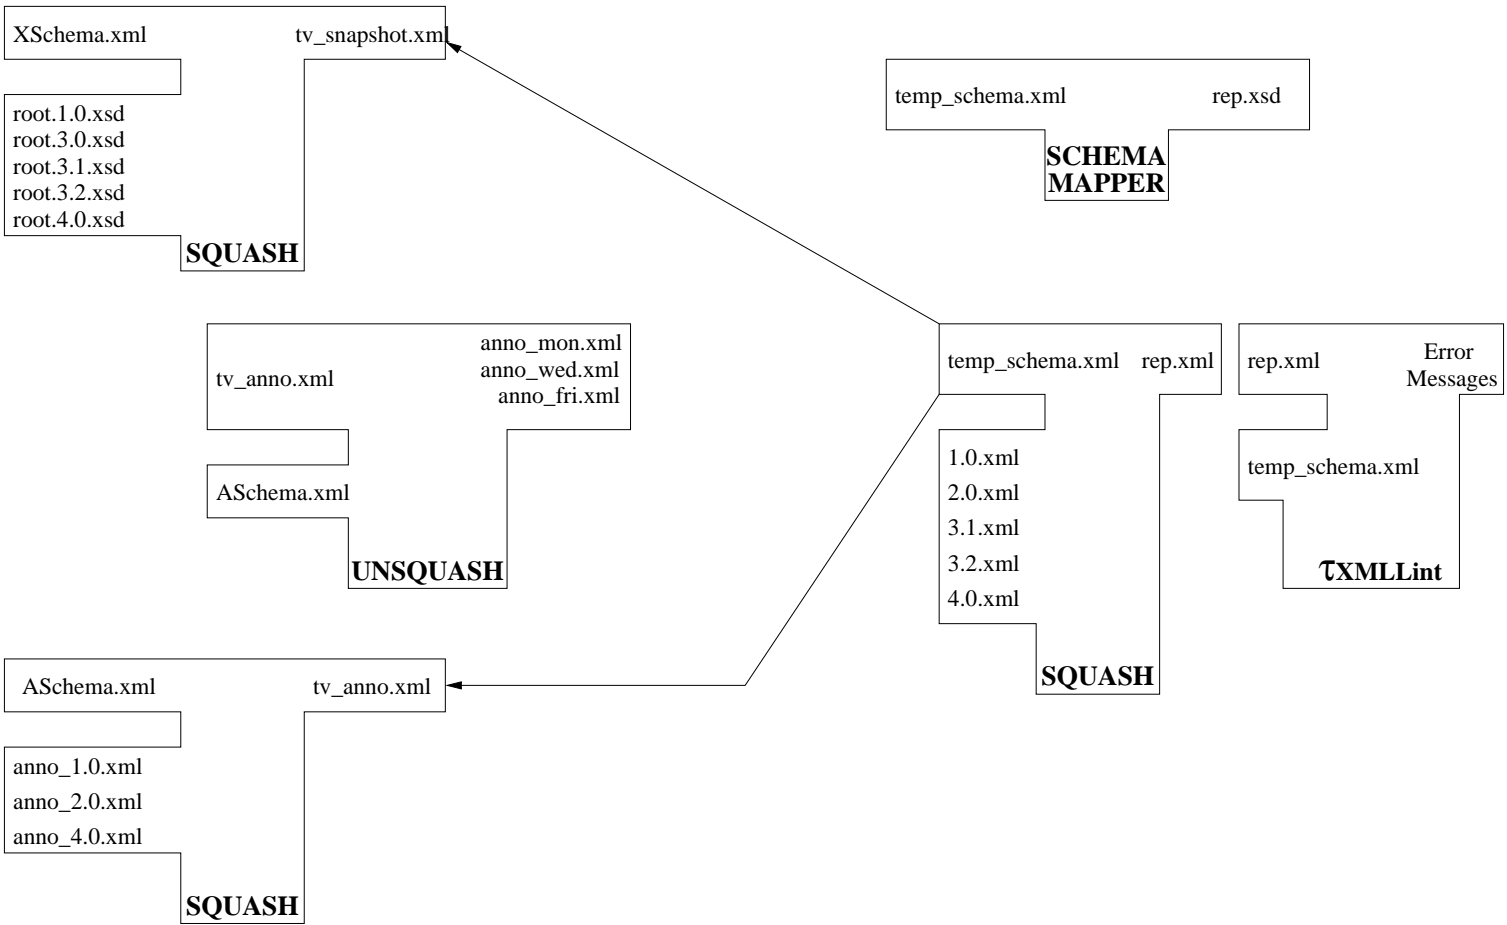 XSchema.xml
tv_snapshot.xml
root.1.0.xsd
root.3.0.xsd
root.3.1.xsd
root.3.2.xsd
root.4.0.xsd
SQUASH
temp_schema.xml
rep.xsd
SCHEMA
MAPPER
tv_anno.xml
anno_mon.xml
anno_wed.xml
anno_fri.xml
ASchema.xml
UNSQUASH
temp_schema.xml
rep.xml
1.0.xml
2.0.xml
3.1.xml
3.2.xml
4.0.xml
SQUASH
rep.xml
Error
Messages
temp_schema.xml
τXMLLint
ASchema.xml
tv_anno.xml
anno_1.0.xml
anno_2.0.xml
anno_4.0.xml
SQUASH